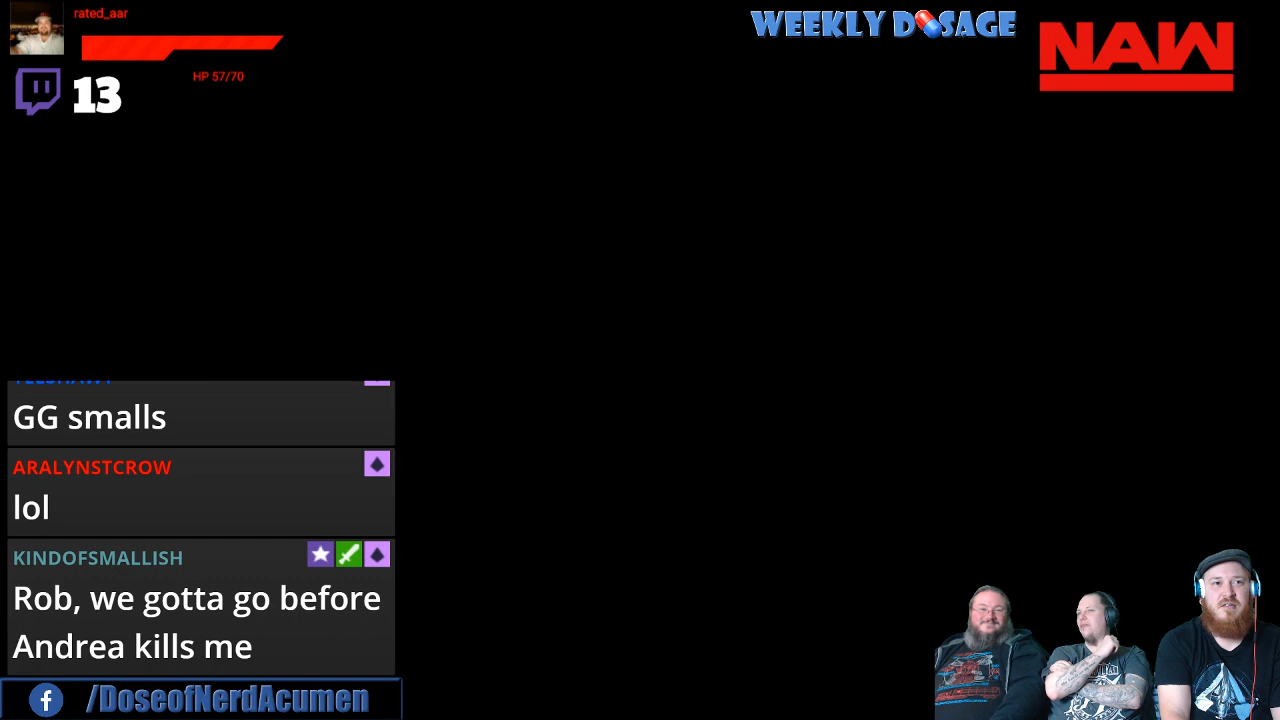 rated_aar
HP 57/70
13
WEEKLY DOSAGE
NAW
GG smalls
ARALYNSTCROW
lol
KINDOFSMALLISH
Rob, we gotta go before
Andrea kills me
f /DoseofNerdAcumen